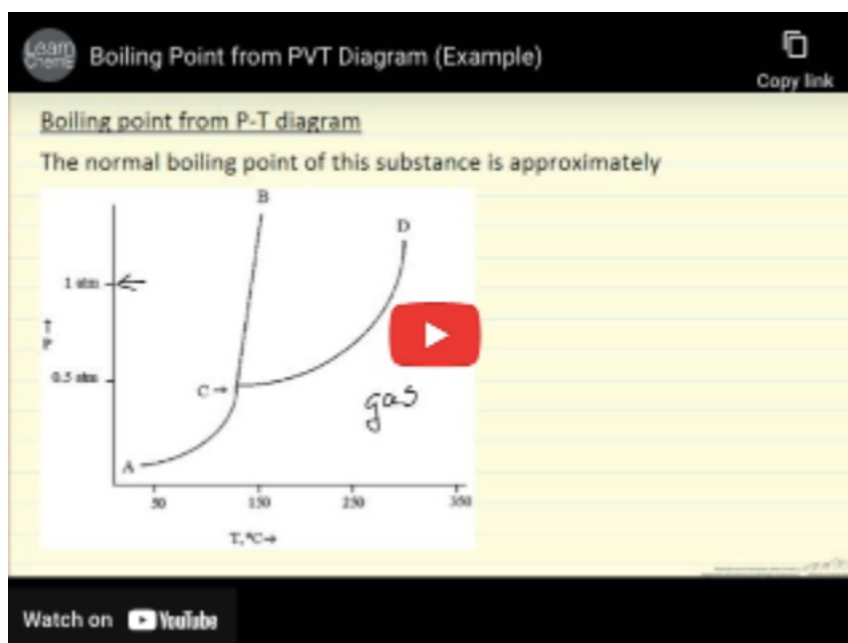 Learn ChemE
Boiling Point from PVT Diagram (Example)
Copy link
Boiling point from P-T diagram
The normal boiling point of this substance is approximately
B
D
1 atm
P→
0.5 atm
C→
gas
A
50 150 250 350
T,°C→
Watch on YouTube